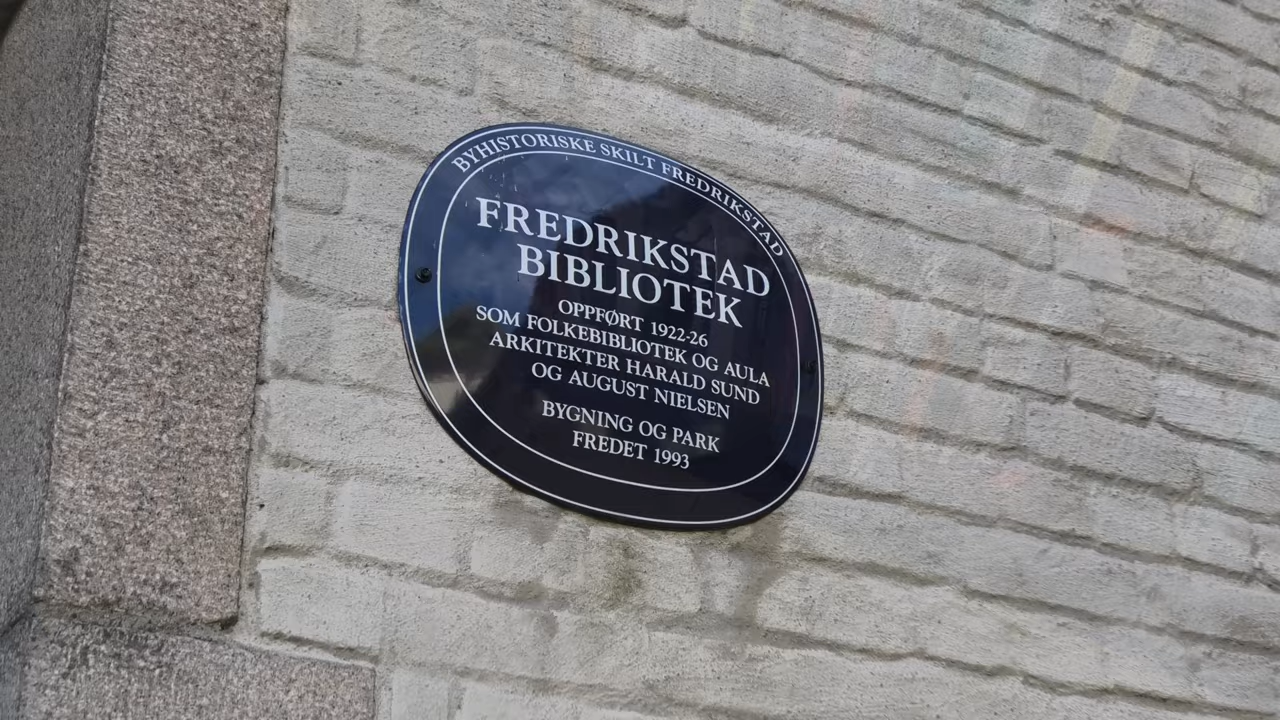 BYHISTORISKE SKILT FREDRIKSTAD
FREDRIKSTAD
BIBLIOTEK
OPPFØRT 1922-26
SOM FOLKEBIBLIOTEK OG AULA
ARKITEKTER HARALD SUND
OG AUGUST NIELSEN
BYGNING OG PARK
FREDET 1993